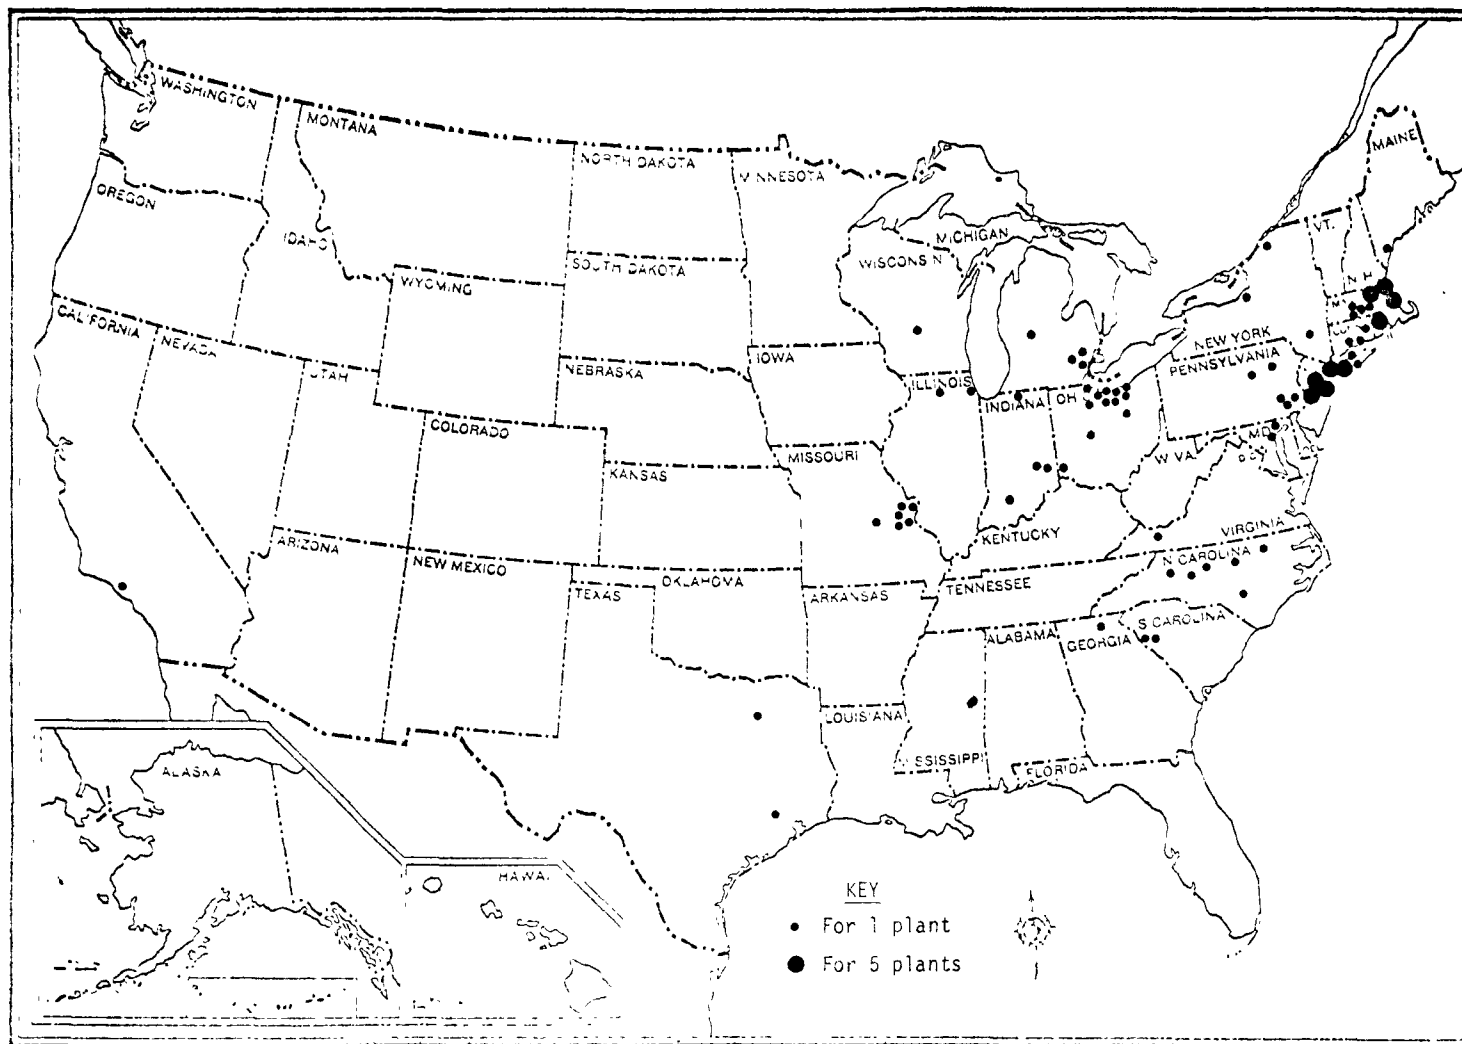 WASHINGTON
MONTANA
NORTH DAKOTA
MINNESOTA
MAINE
OREGON
IDAHO
VT.
MICHIGAN
WISCONSIN
SOUTH DAKOTA
WYOMING
N H
CALIFORNIA
NEVADA
NEW YORK
IOWA
PENNSYLVANIA
UTAH
NEBRASKA
ILLINOIS
INDIANA
OH
COLORADO
MD
MISSOURI
W VA.
KANSAS
VIRGINIA
KENTUCKY
ARIZONA
N CAROLINA
NEW MEXICO
OKLAHOMA
TENNESSEE
TEXAS
ARKANSAS
S CAROLINA
ALABAMA
GEORGIA
LOUISIANA
SSISSIPPI
FLORIDA
ALASKA
HAWAI
KEY
For 1 plant
For 5 plants